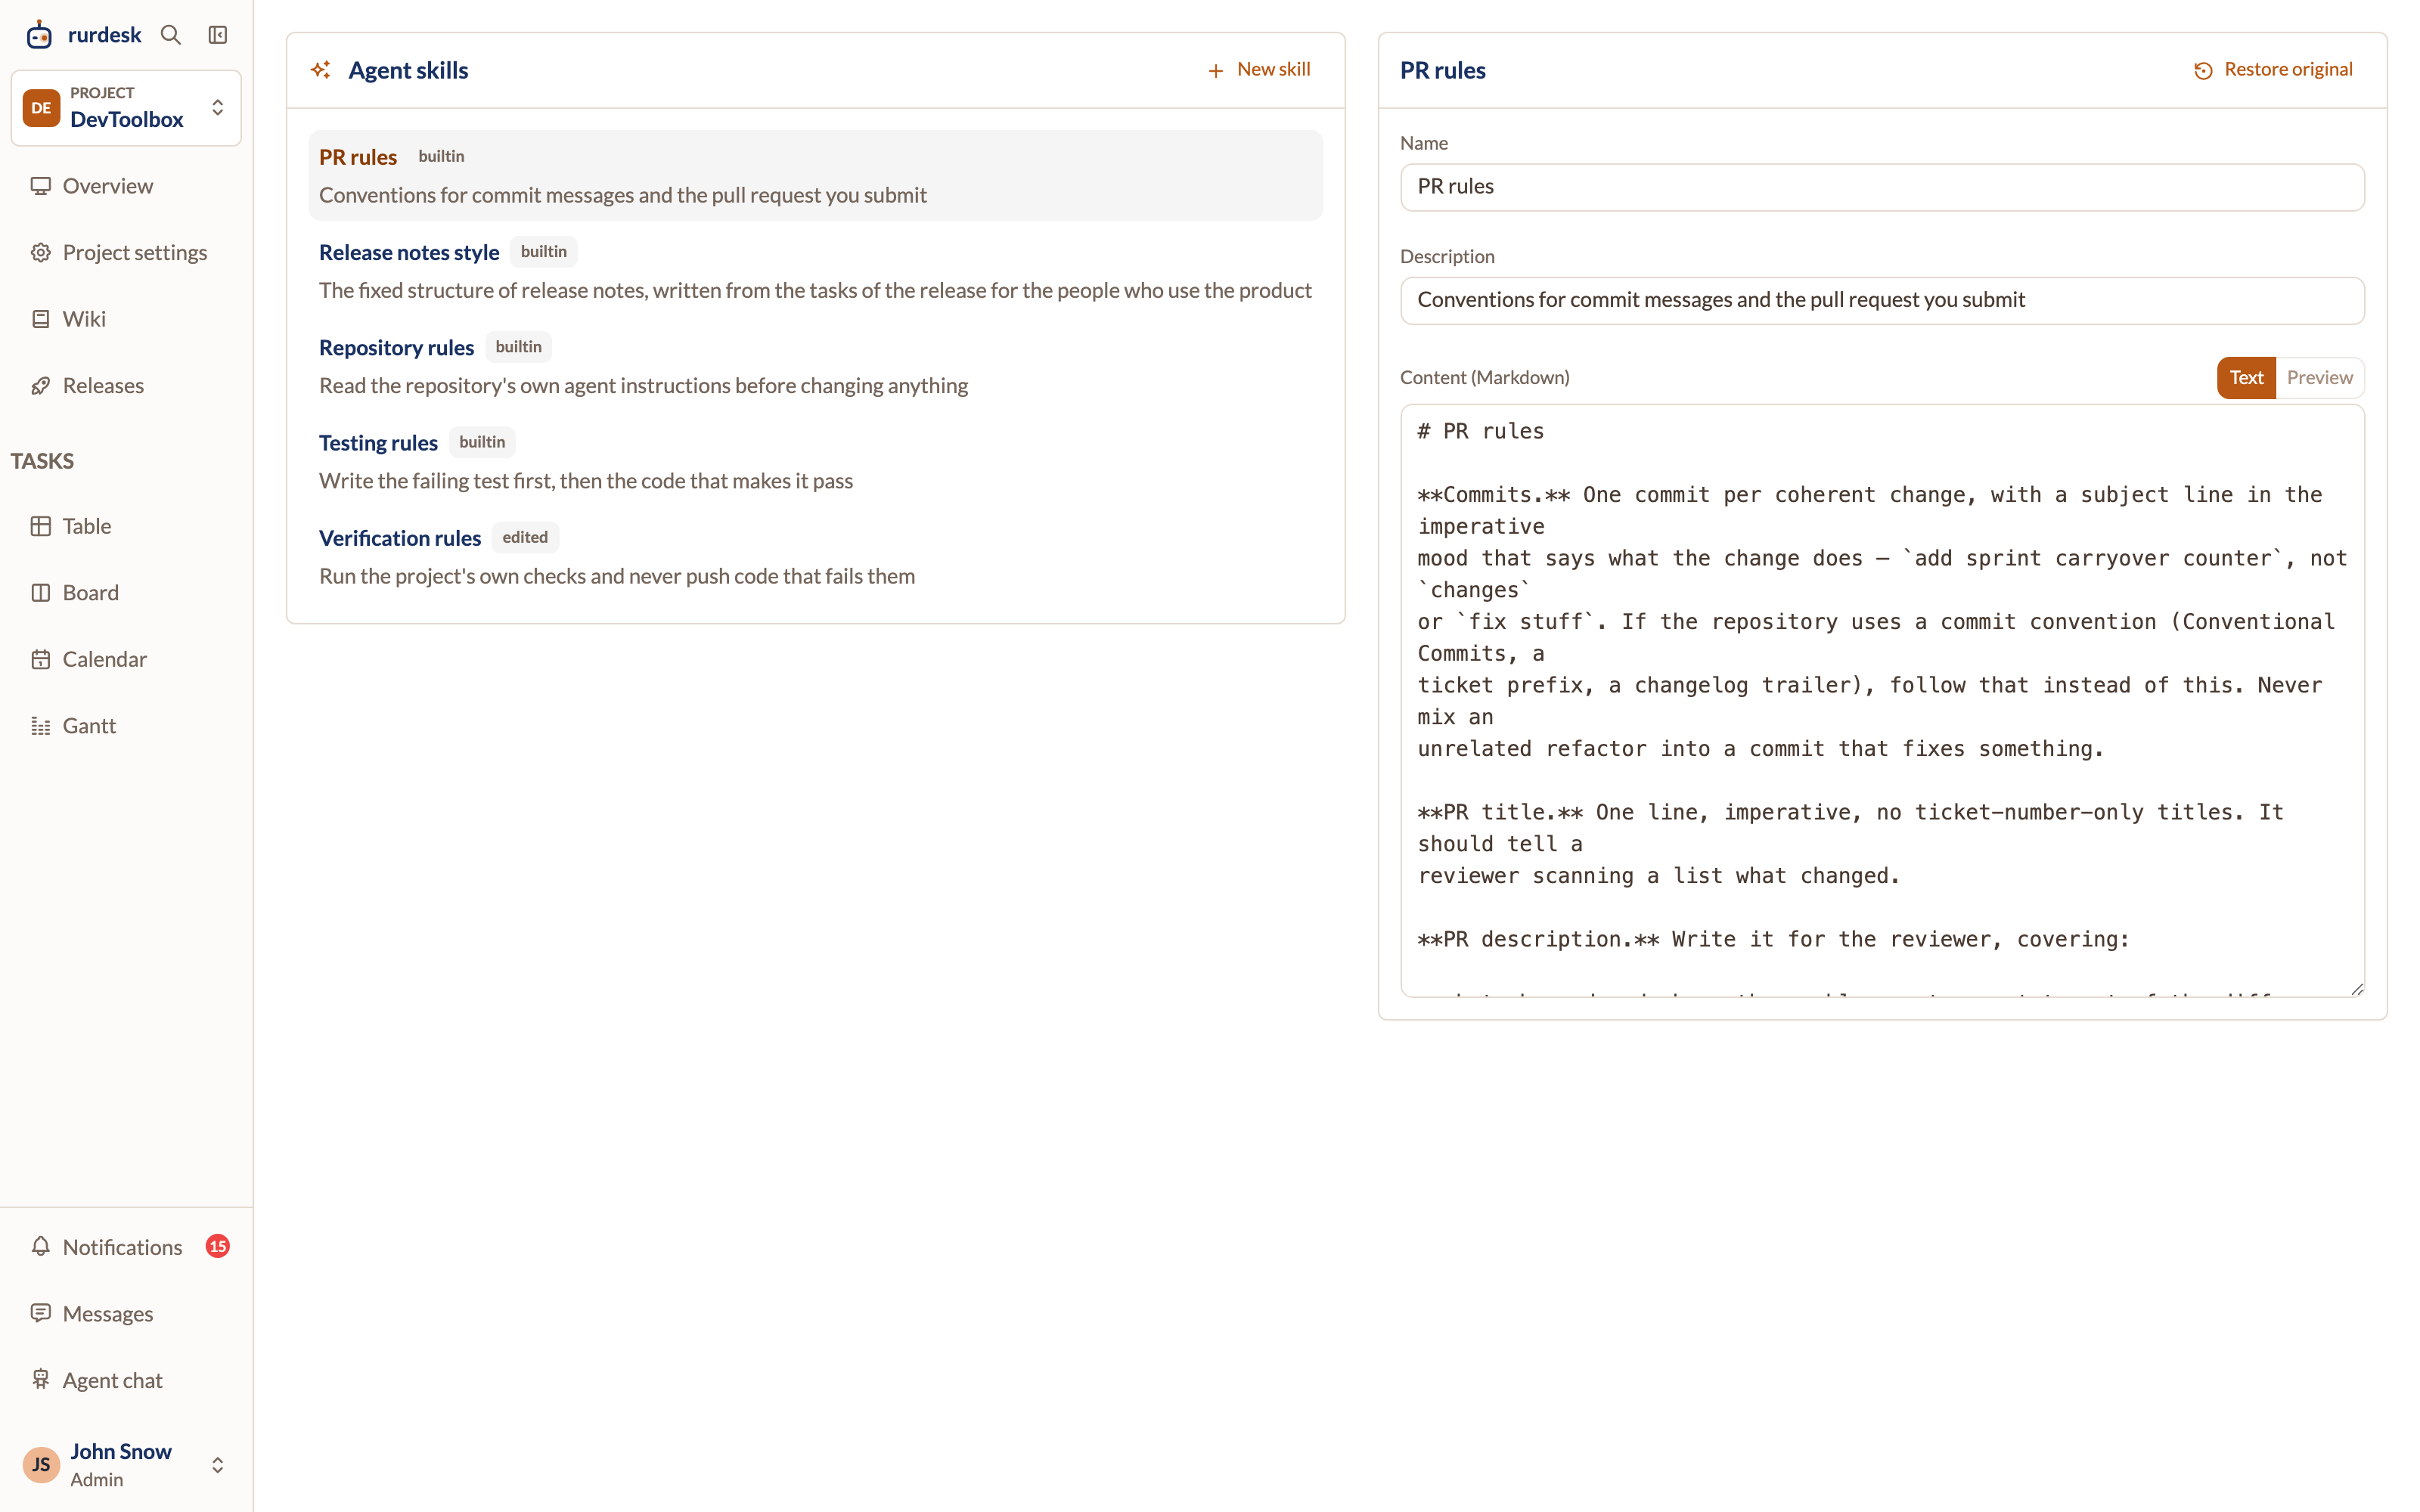 rurdesk
DE
PROJECT
DevToolbox
Overview
Project settings
Wiki
Releases
TASKS
Table
Board
Calendar
Gantt
Notifications
15
Messages
Agent chat
JS
John Snow
Admin
Agent skills
New skill
PR rules builtin
Conventions for commit messages and the pull request you submit
Release notes style builtin
The fixed structure of release notes, written from the tasks of the release for the people who use the product
Repository rules builtin
Read the repository's own agent instructions before changing anything
Testing rules builtin
Write the failing test first, then the code that makes it pass
Verification rules edited
Run the project's own checks and never push code that fails them
PR rules
Restore original
Name
PR rules
Description
Conventions for commit messages and the pull request you submit
Content (Markdown)
Text Preview
# PR rules
**Commits.** One commit per coherent change, with a subject line in the
imperative
mood that says what the change does — `add sprint carryover counter`, not
`changes`
or `fix stuff`. If the repository uses a commit convention (Conventional
Commits, a
ticket prefix, a changelog trailer), follow that instead of this. Never
mix an
unrelated refactor into a commit that fixes something.
**PR title.** One line, imperative, no ticket-number-only titles. It
should tell a
reviewer scanning a list what changed.
**PR description.** Write it for the reviewer, covering: